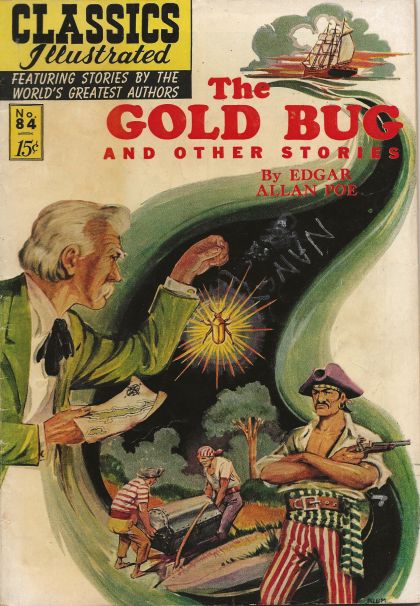 CLASSICS
Illustrated
FEATURING STORIES BY THE
WORLD'S GREATEST AUTHORS
No.
84
15¢
The
GOLD BUG
AND OTHER STORIES
By EDGAR
ALLAN POE